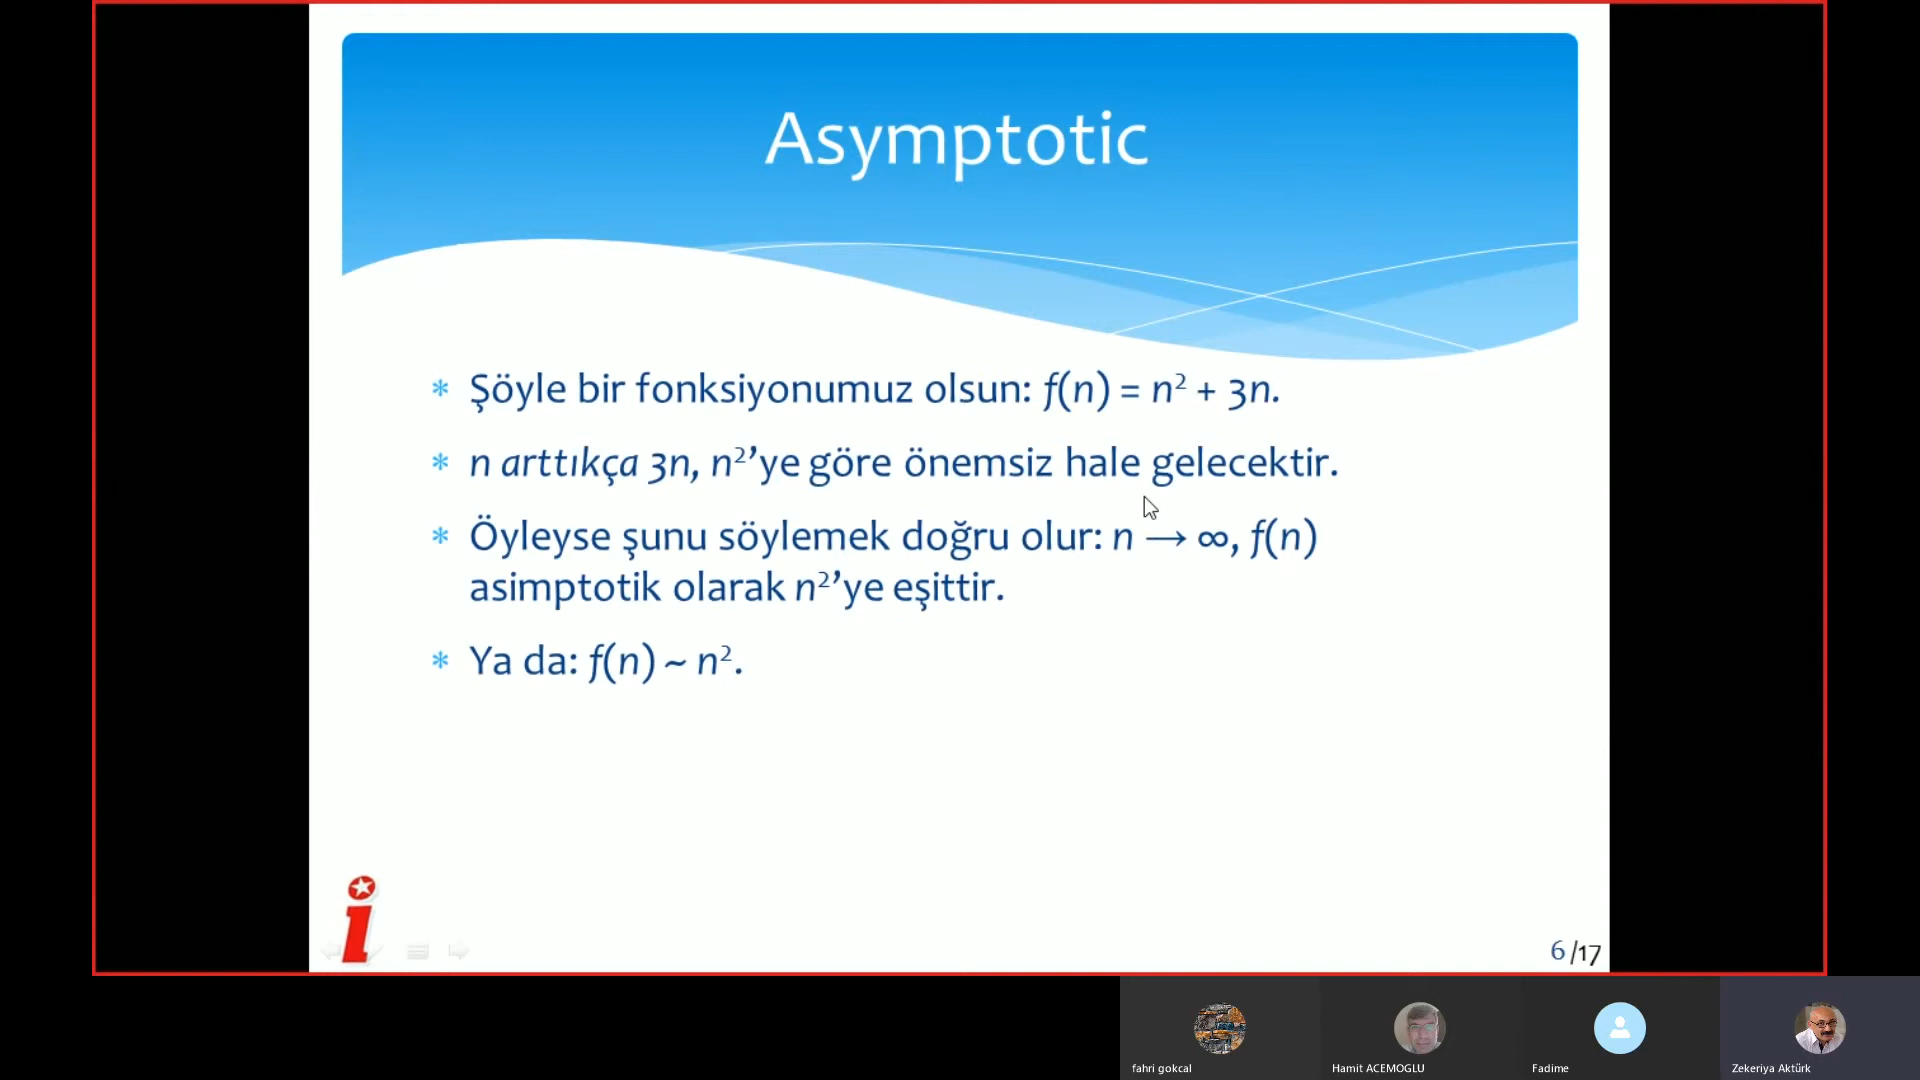 Asymptotic
* Şöyle bir fonksiyonumuz olsun: f(n) = n² + 3n.
* n arttıkça 3n, n²’ye göre önemsiz hale gelecektir.
* Öyleyse şunu söylemek doğru olur: n → ∞, f(n)
asimptotik olarak n²’ye eşittir.
* Ya da: f(n) ~ n².
i
6 /17
fahri gokcal
Hamit ACEMOGLU
Fadime
Zekeriya Aktürk